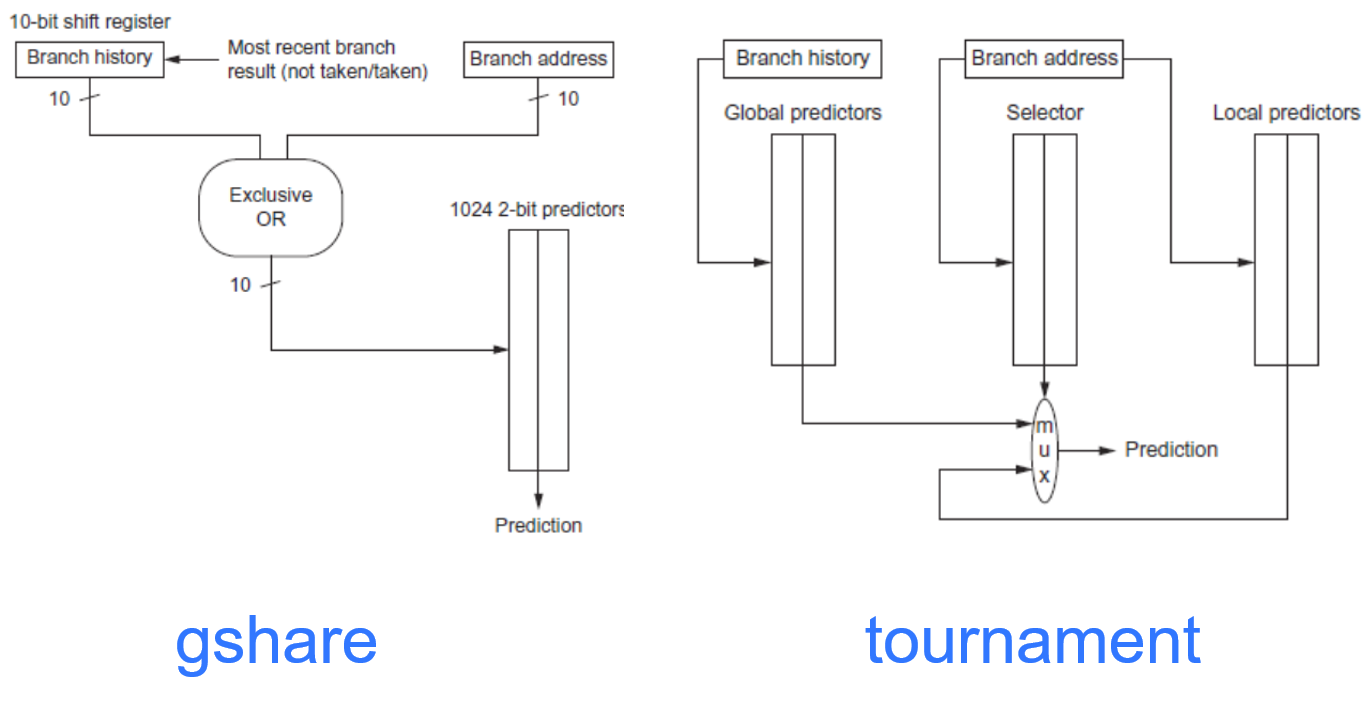 10-bit shift register
Branch history
Most recent branch
result (not taken/taken)
Branch address
10
10
Exclusive
OR
1024 2-bit predictors
10
Prediction
gshare
Branch history
Branch address
Global predictors
Selector
Local predictors
m
u
x
Prediction
tournament